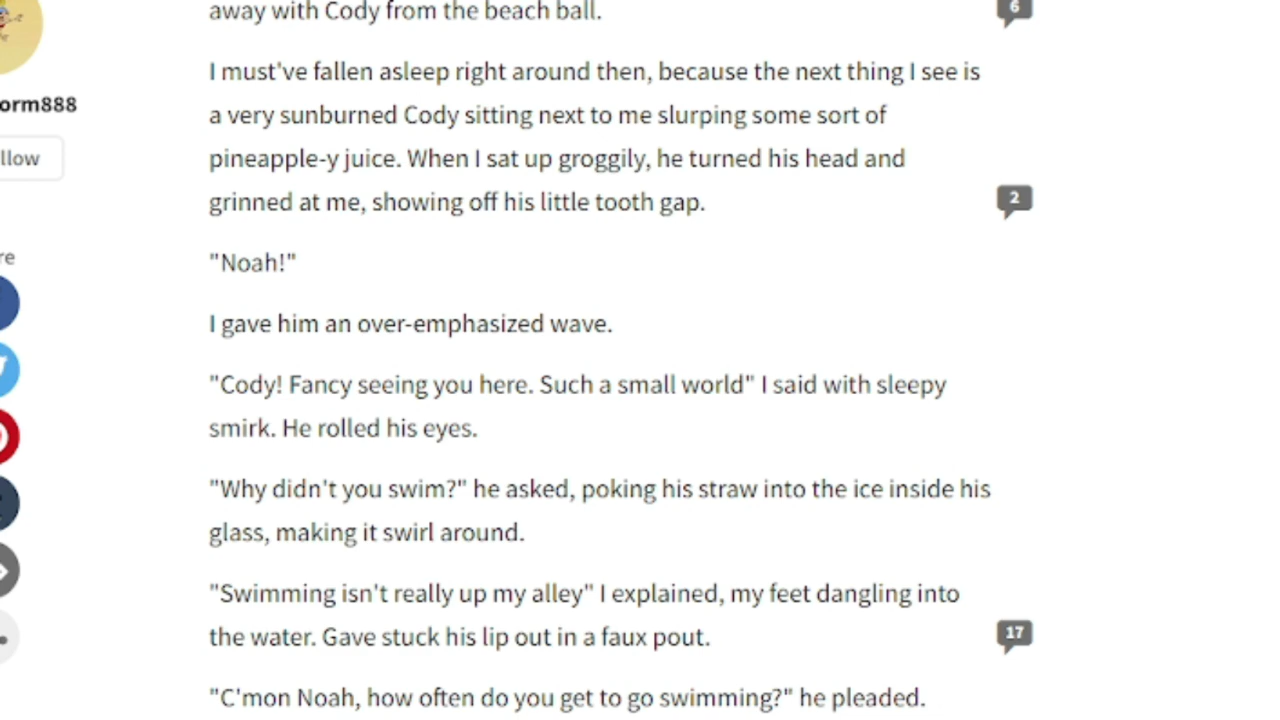 away with Cody from the beach ball.
6
orm888
I must've fallen asleep right around then, because the next thing I see is
a very sunburned Cody sitting next to me slurping some sort of
llow
pineapple-y juice. When I sat up groggily, he turned his head and
grinned at me, showing off his little tooth gap.
2
re
"Noah!"
I gave him an over-emphasized wave.
"Cody! Fancy seeing you here. Such a small world" I said with sleepy
smirk. He rolled his eyes.
"Why didn't you swim?" he asked, poking his straw into the ice inside his
glass, making it swirl around.
"Swimming isn't really up my alley" I explained, my feet dangling into
the water. Gave stuck his lip out in a faux pout.
17
"C'mon Noah, how often do you get to go swimming?" he pleaded.